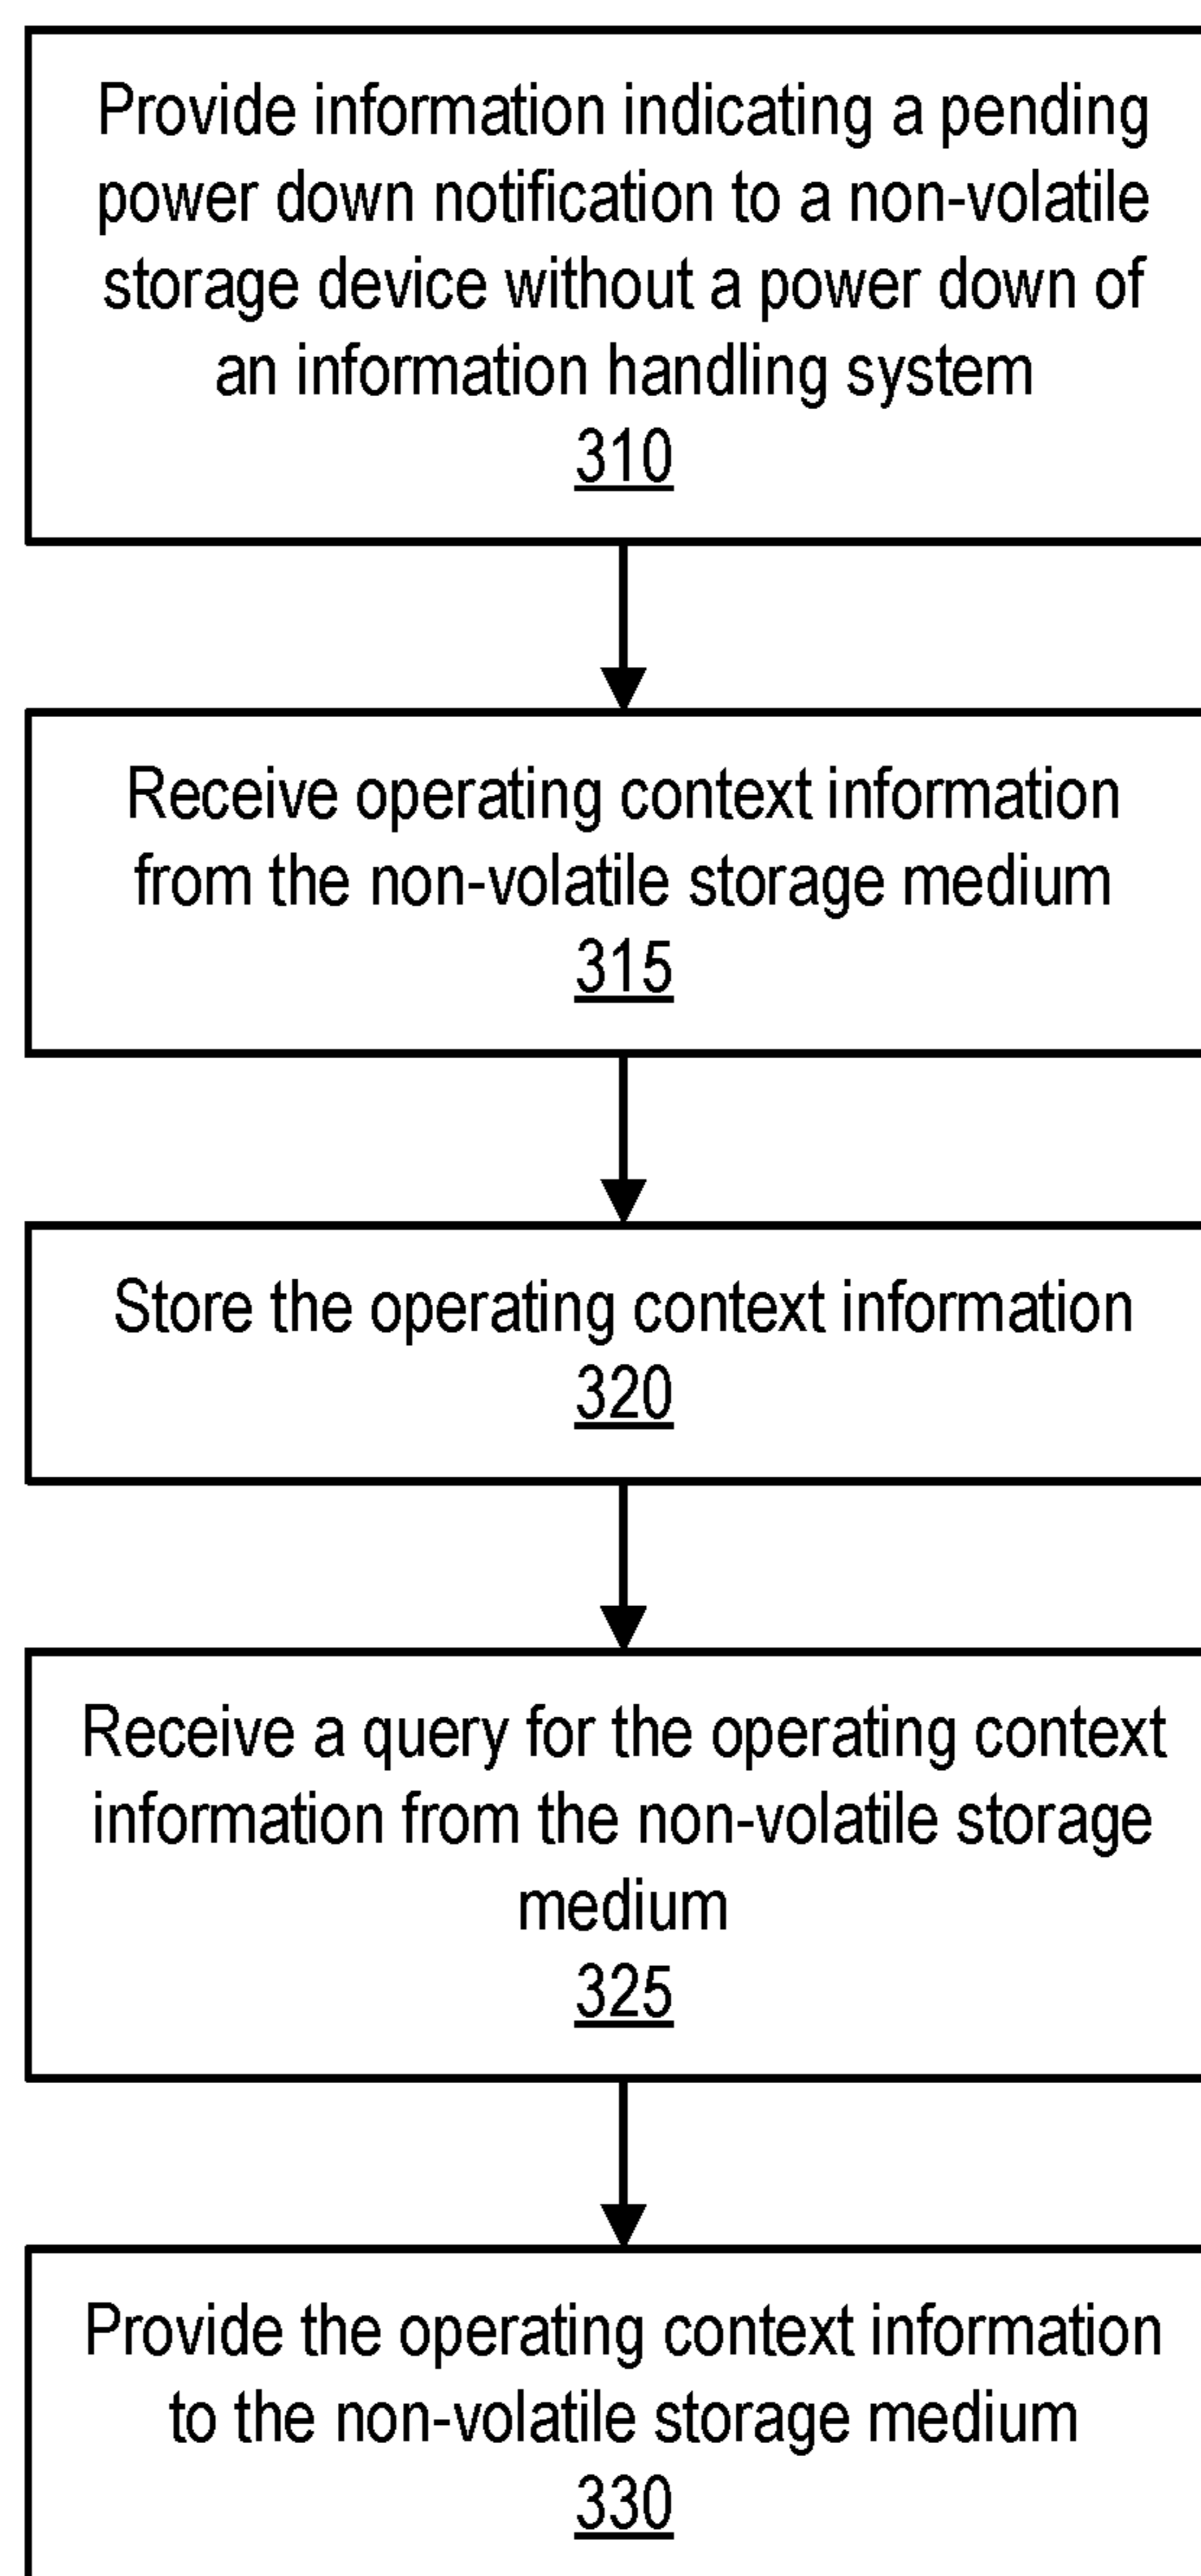 Provide information indicating a pending
power down notification to a non-volatile
storage device without a power down of
an information handling system
310
Receive operating context information
from the non-volatile storage medium
315
Store the operating context information
320
Receive a query for the operating context
information from the non-volatile storage
medium
325
Provide the operating context information
to the non-volatile storage medium
330